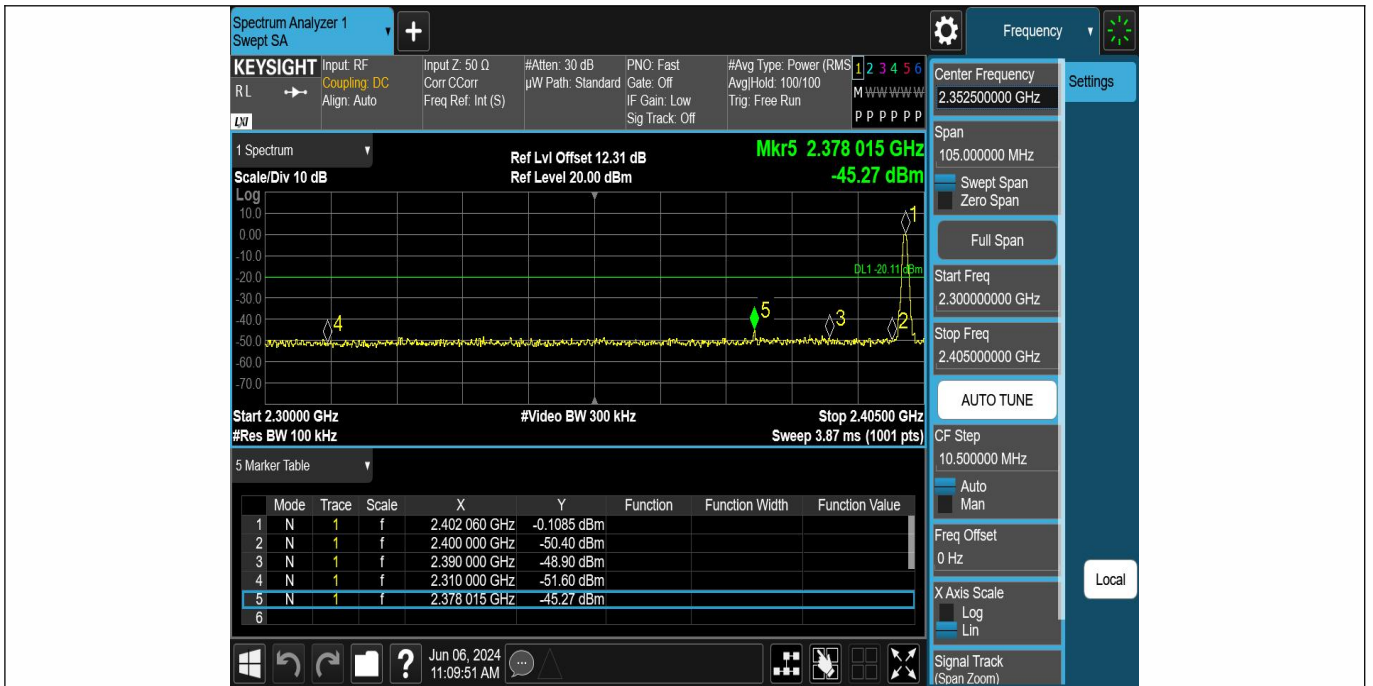 Spectrum Analyzer 1
Swept SA
+
Frequency
KEYSIGHT
RL
LXI
Input: RF
Coupling: DC
Align: Auto
Input Z: 50 Ω
Corr CCorr
Freq Ref: Int (S)
#Atten: 30 dB
µW Path: Standard
PNO: Fast
Gate: Off
IF Gain: Low
Sig Track: Off
#Avg Type: Power (RMS
Avg|Hold: 100/100
Trig: Free Run
1 2 3 4 5 6
M W W W W W
P P P P P P
1 Spectrum
Scale/Div 10 dB
Ref Lvl Offset 12.31 dB
Ref Level 20.00 dBm
Mkr5 2.378 015 GHz
-45.27 dBm
Log
10.0
0.00
-10.0
-20.0
-30.0
-40.0
-50.0
-60.0
-70.0
1
DL1 -20.11 dBm
4
5
3
2
Start 2.30000 GHz
#Video BW 300 kHz
Stop 2.40500 GHz
#Res BW 100 kHz
Sweep 3.87 ms (1001 pts)
5 Marker Table
Mode Trace Scale X Y Function Function Width Function Value
1 N 1 f 2.402 060 GHz -0.1085 dBm
2 N 1 f 2.400 000 GHz -50.40 dBm
3 N 1 f 2.390 000 GHz -48.90 dBm
4 N 1 f 2.310 000 GHz -51.60 dBm
5 N 1 f 2.378 015 GHz -45.27 dBm
6
?
Jun 06, 2024
11:09:51 AM
Center Frequency
2.352500000 GHz
Settings
Span
105.000000 MHz
Swept Span
Zero Span
Full Span
Start Freq
2.300000000 GHz
Stop Freq
2.405000000 GHz
AUTO TUNE
CF Step
10.500000 MHz
Auto
Man
Freq Offset
0 Hz
X Axis Scale
Log
Lin
Local
Signal Track
(Span Zoom)